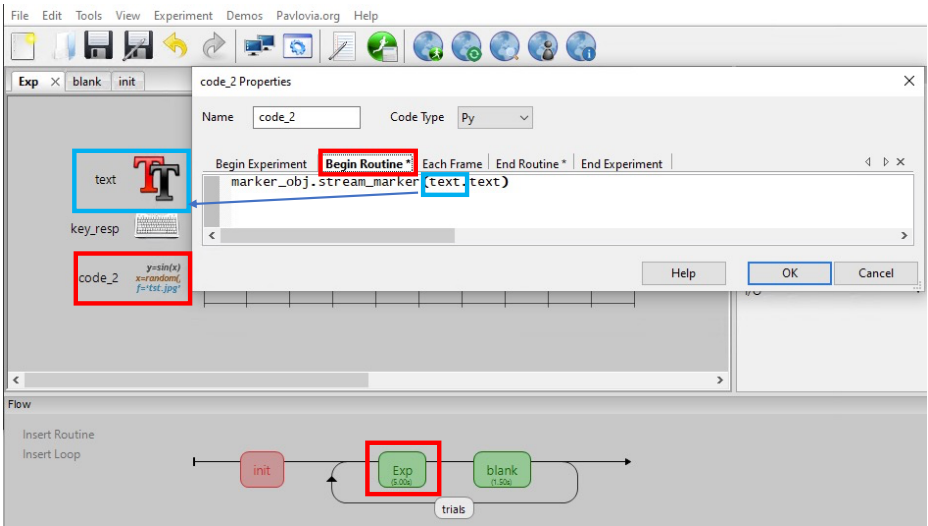 File Edit Tools View Experiment Demos Pavlovia.org Help
Exp × blank init
code_2 Properties
Name code_2 Code Type Py
Begin Experiment Begin Routine * Each Frame End Routine * End Experiment
marker_obj.stream_marker(text.text)
text
key_resp
code_2
y=sin(x)
x=random(,
f='tst.jpg'
Help OK Cancel
Flow
Insert Routine
Insert Loop
init Exp blank
(5.00s) (1.50s)
trials